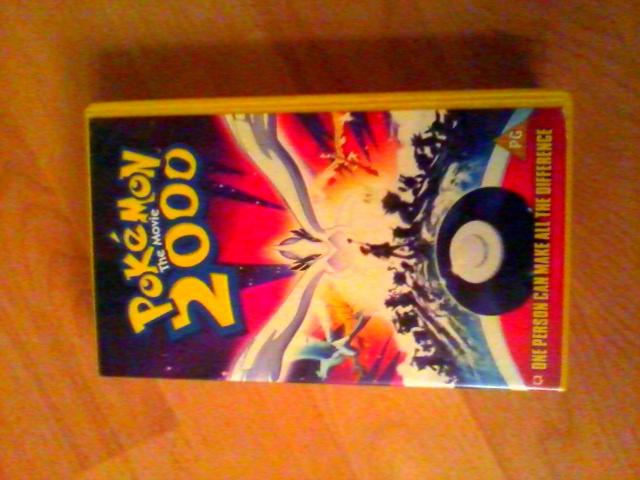 POKéMON
The Movie
2000
PG
ONE PERSON CAN MAKE ALL THE DIFFERENCE